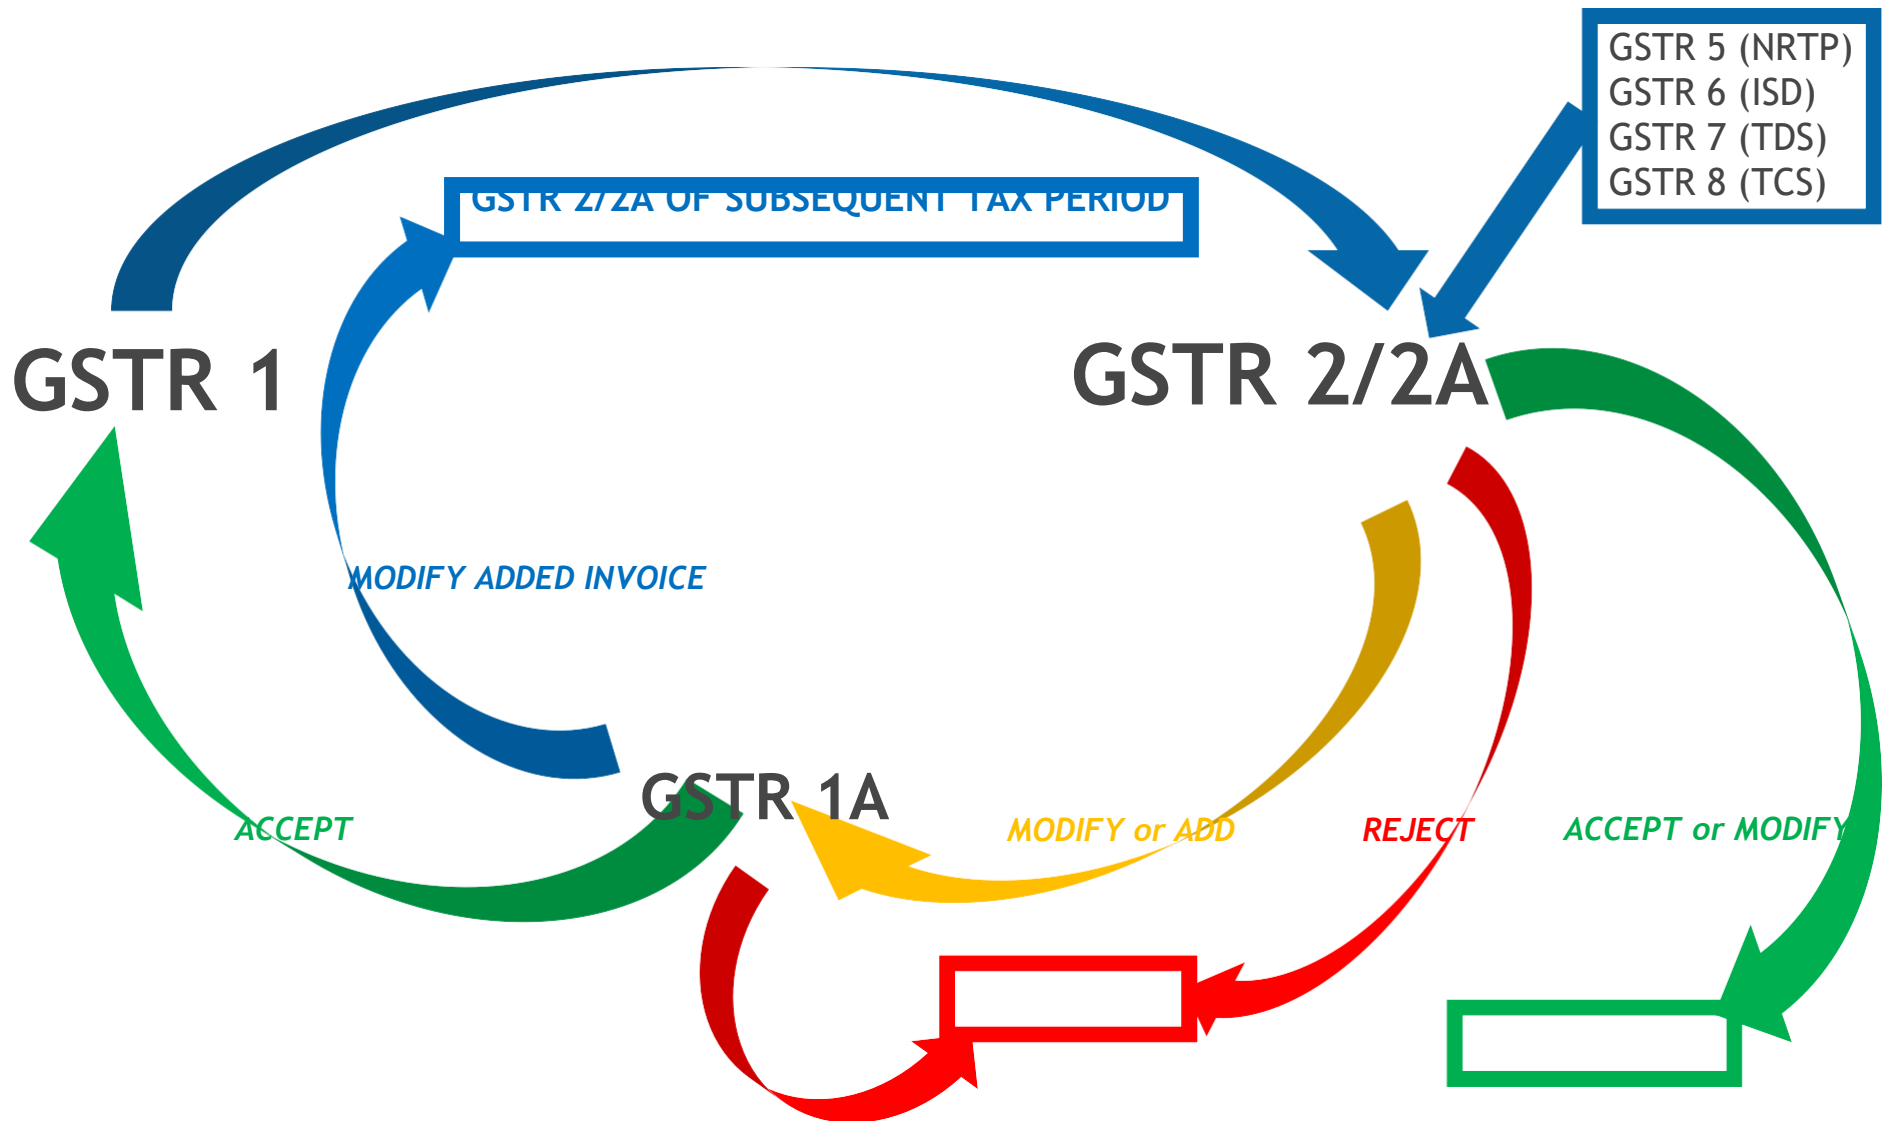 GSTR 5 (NRTP)
GSTR 6 (ISD)
GSTR 7 (TDS)
GSTR 8 (TCS)
GSTR 2/2A OF SUBSEQUENT TAX PERIOD
GSTR 1
GSTR 2/2A
MODIFY ADDED INVOICE
GSTR 1A
ACCEPT
MODIFY or ADD
REJECT
ACCEPT or MODIFY